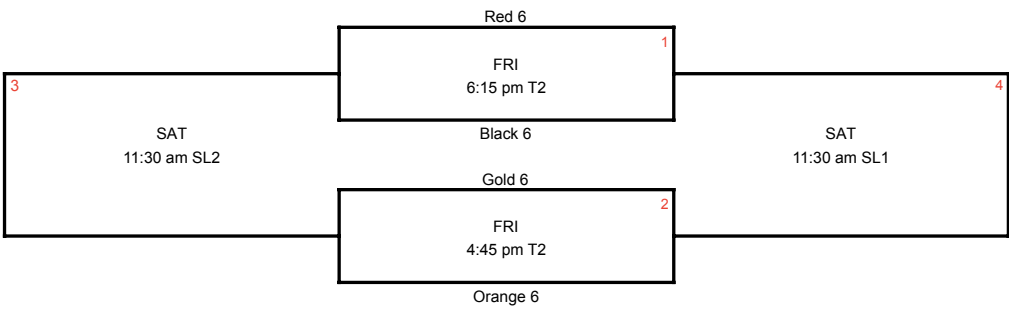 Red 6
1
FRI
6:15 pm T2
Black 6
3
SAT
11:30 am SL2
4
SAT
11:30 am SL1
Gold 6
2
FRI
4:45 pm T2
Orange 6